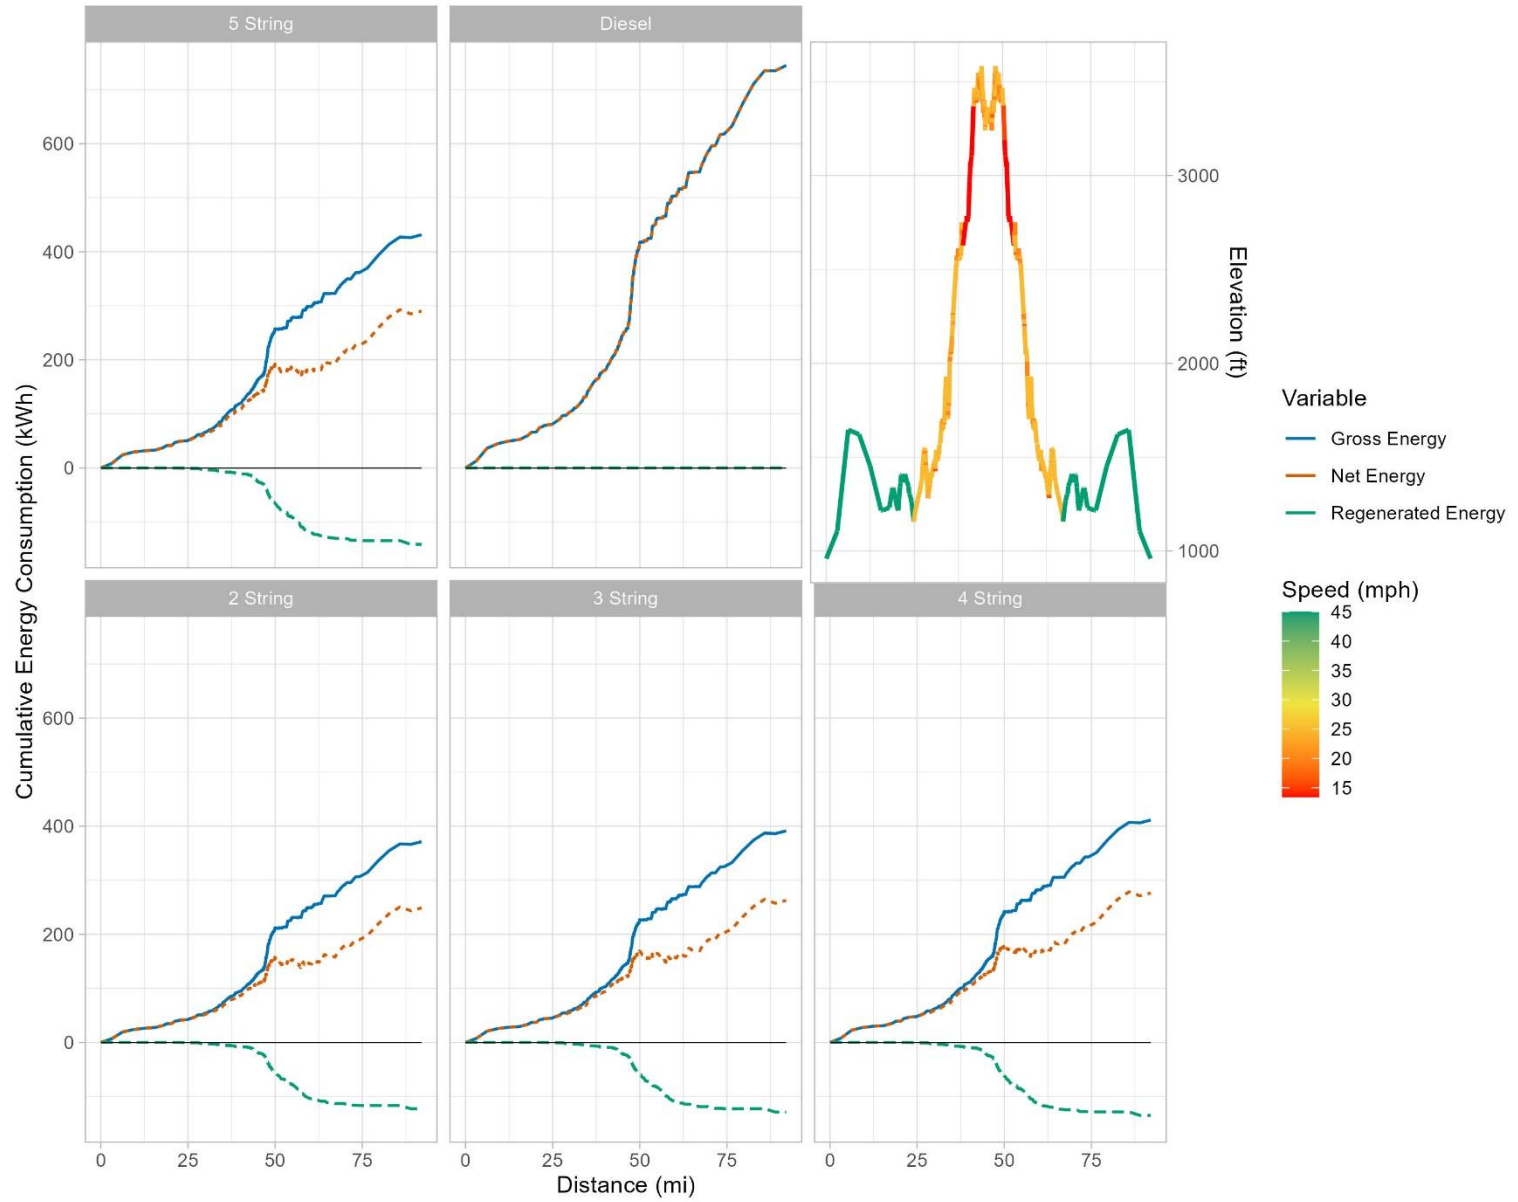 5 String
Diesel
600
400
200
0
3000
2000
1000
Elevation (ft)
Cumulative Energy Consumption (kWh)
2 String
3 String
4 String
600
400
200
0
0 25 50 75
0 25 50 75
0 25 50 75
Distance (mi)
Variable
Gross Energy
Net Energy
Regenerated Energy
Speed (mph)
45
40
35
30
25
20
15